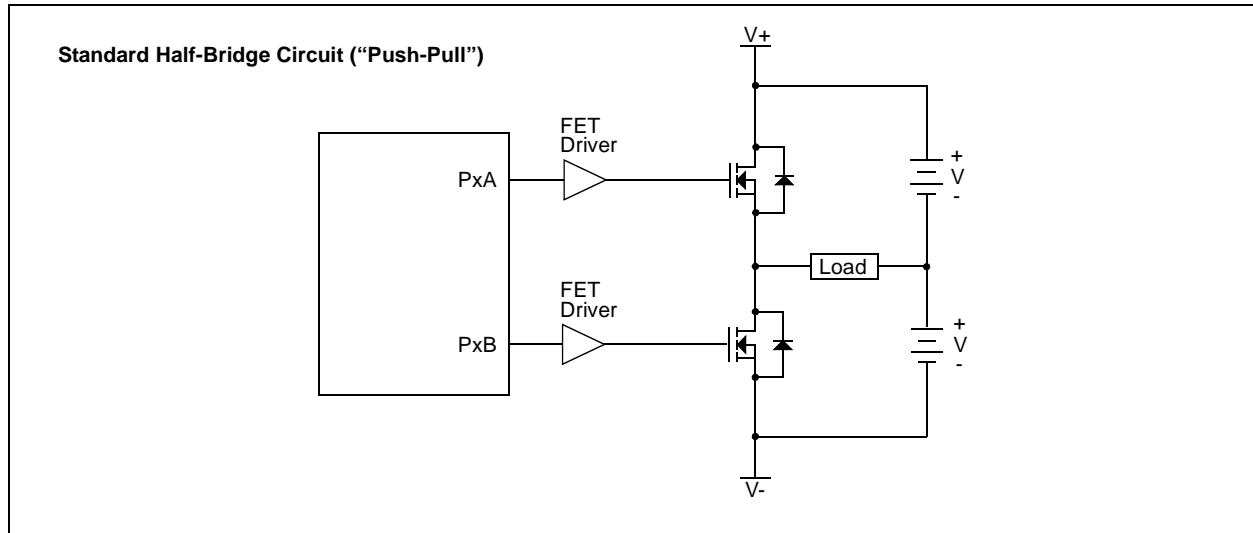 Standard Half-Bridge Circuit (“Push-Pull”)
V+
FET
Driver
PxA
+
V
-
Load
FET
Driver
PxB
+
V
-
V-